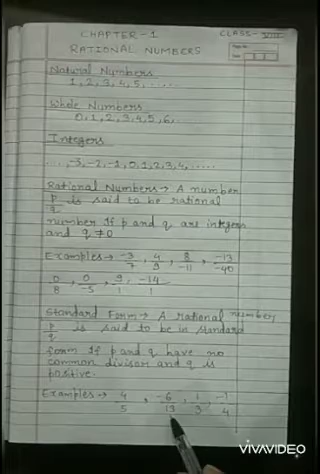 CHAPTER-1 CLASS-VIII
RATIONAL NUMBERS
Natural Numbers
1, 2, 3, 4, 5, .....
Whole Numbers
0, 1, 2, 3, 4, 5, 6, .
Integers
...., -3, -2, -1, 0, 1, 2, 3, 4, .....
Rational Numbers → A number
p/q is said to be rational
number If p and q are integers
and q ≠ 0
Examples → -3/7, 4/9, 8/-11, -13/-40
0/8, 0/-5, 9/1, -14/1
Standard Form → A rational number
p/q is said to be in standard
form If p and q have no
common divisor and q is
positive.
Examples → 4/5, -6/13, 1/3, -1/4
VIVAVIDEO